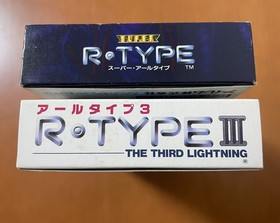 SUPER
R·TYPE
スーパー・アールタイプ
TM
アールタイプ3
R·TYPE III
THE THIRD LIGHTNING
®